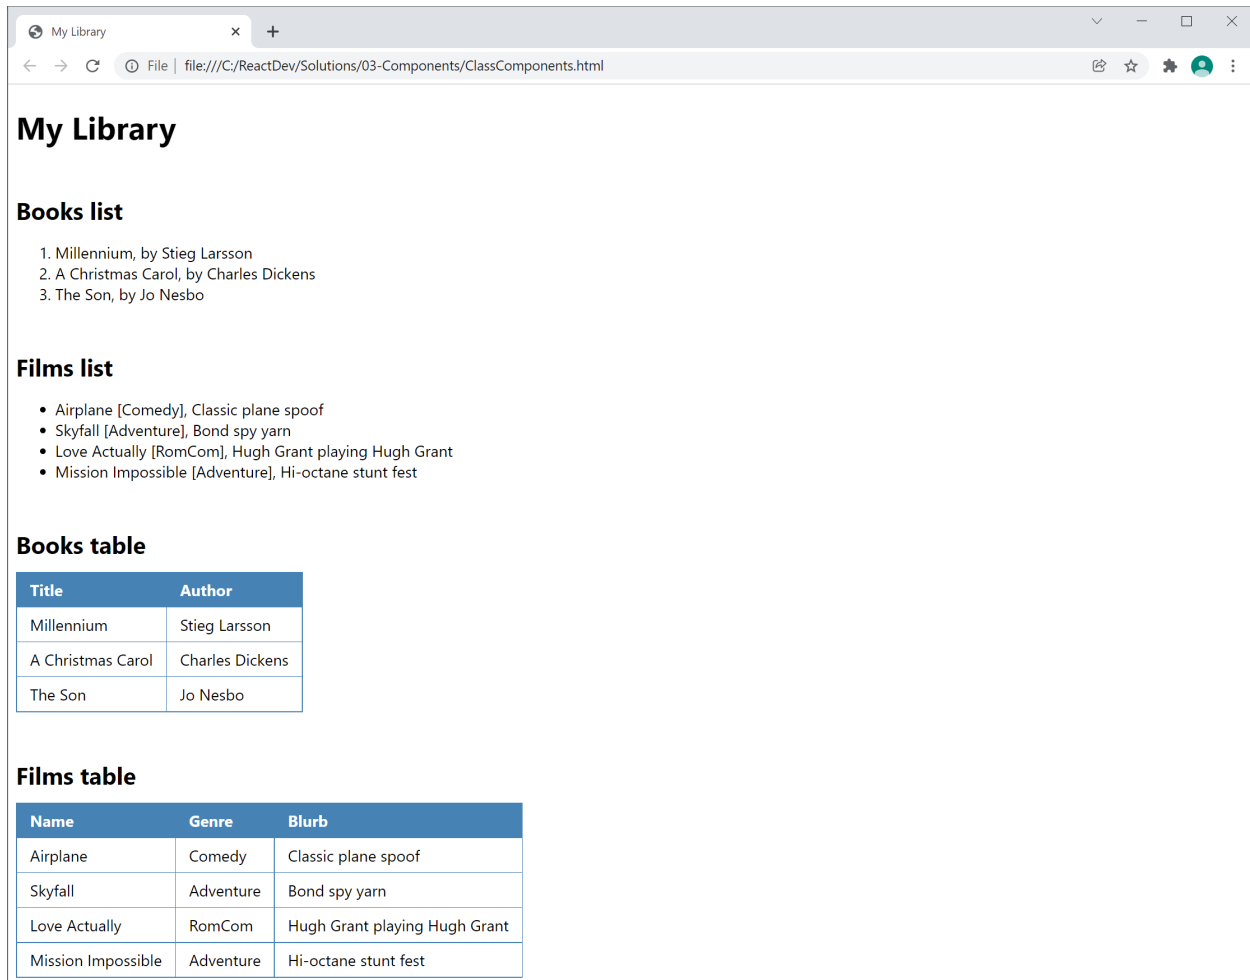 My Library
File file:///C:/ReactDev/Solutions/03-Components/ClassComponents.html
My Library
Books list
1. Millennium, by Stieg Larsson
2. A Christmas Carol, by Charles Dickens
3. The Son, by Jo Nesbo
Films list
• Airplane [Comedy], Classic plane spoof
• Skyfall [Adventure], Bond spy yarn
• Love Actually [RomCom], Hugh Grant playing Hugh Grant
• Mission Impossible [Adventure], Hi-octane stunt fest
Books table
Title Author
Millennium Stieg Larsson
A Christmas Carol Charles Dickens
The Son Jo Nesbo
Films table
Name Genre Blurb
Airplane Comedy Classic plane spoof
Skyfall Adventure Bond spy yarn
Love Actually RomCom Hugh Grant playing Hugh Grant
Mission Impossible Adventure Hi-octane stunt fest